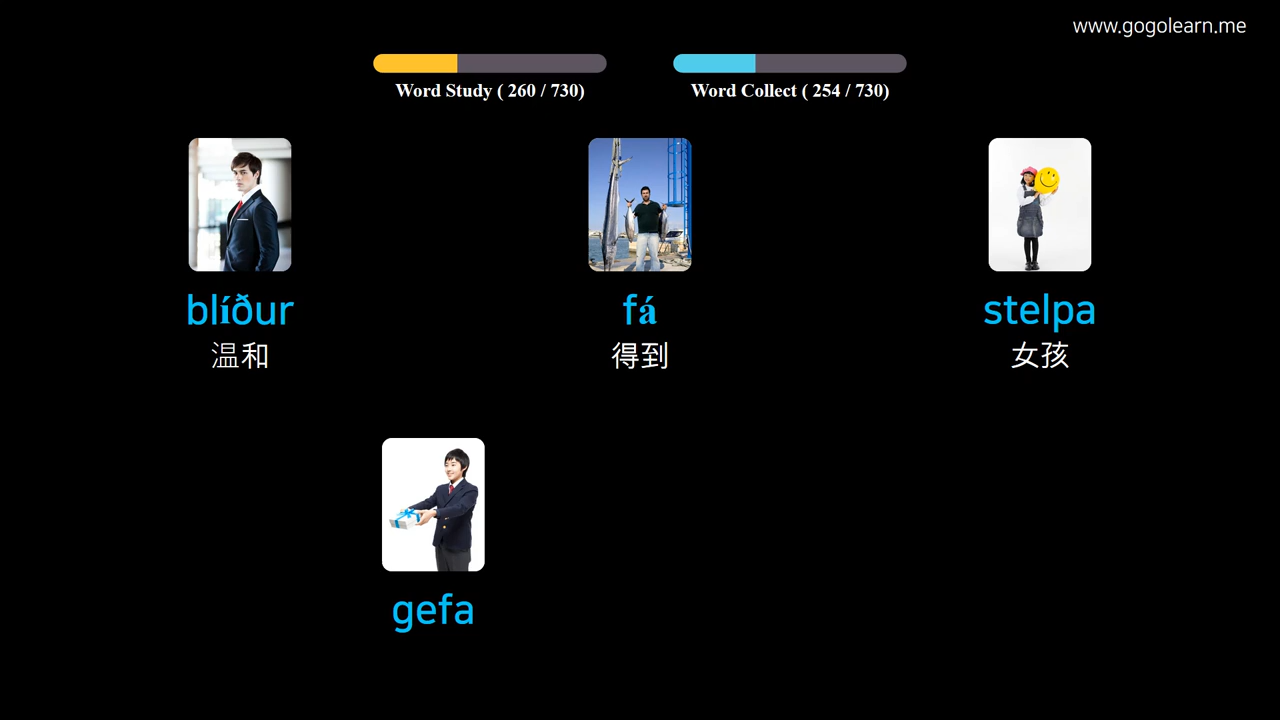 www.gogolearn.me
Word Study ( 260 / 730)
Word Collect ( 254 / 730)
blíður
温和
fá
得到
stelpa
女孩
gefa